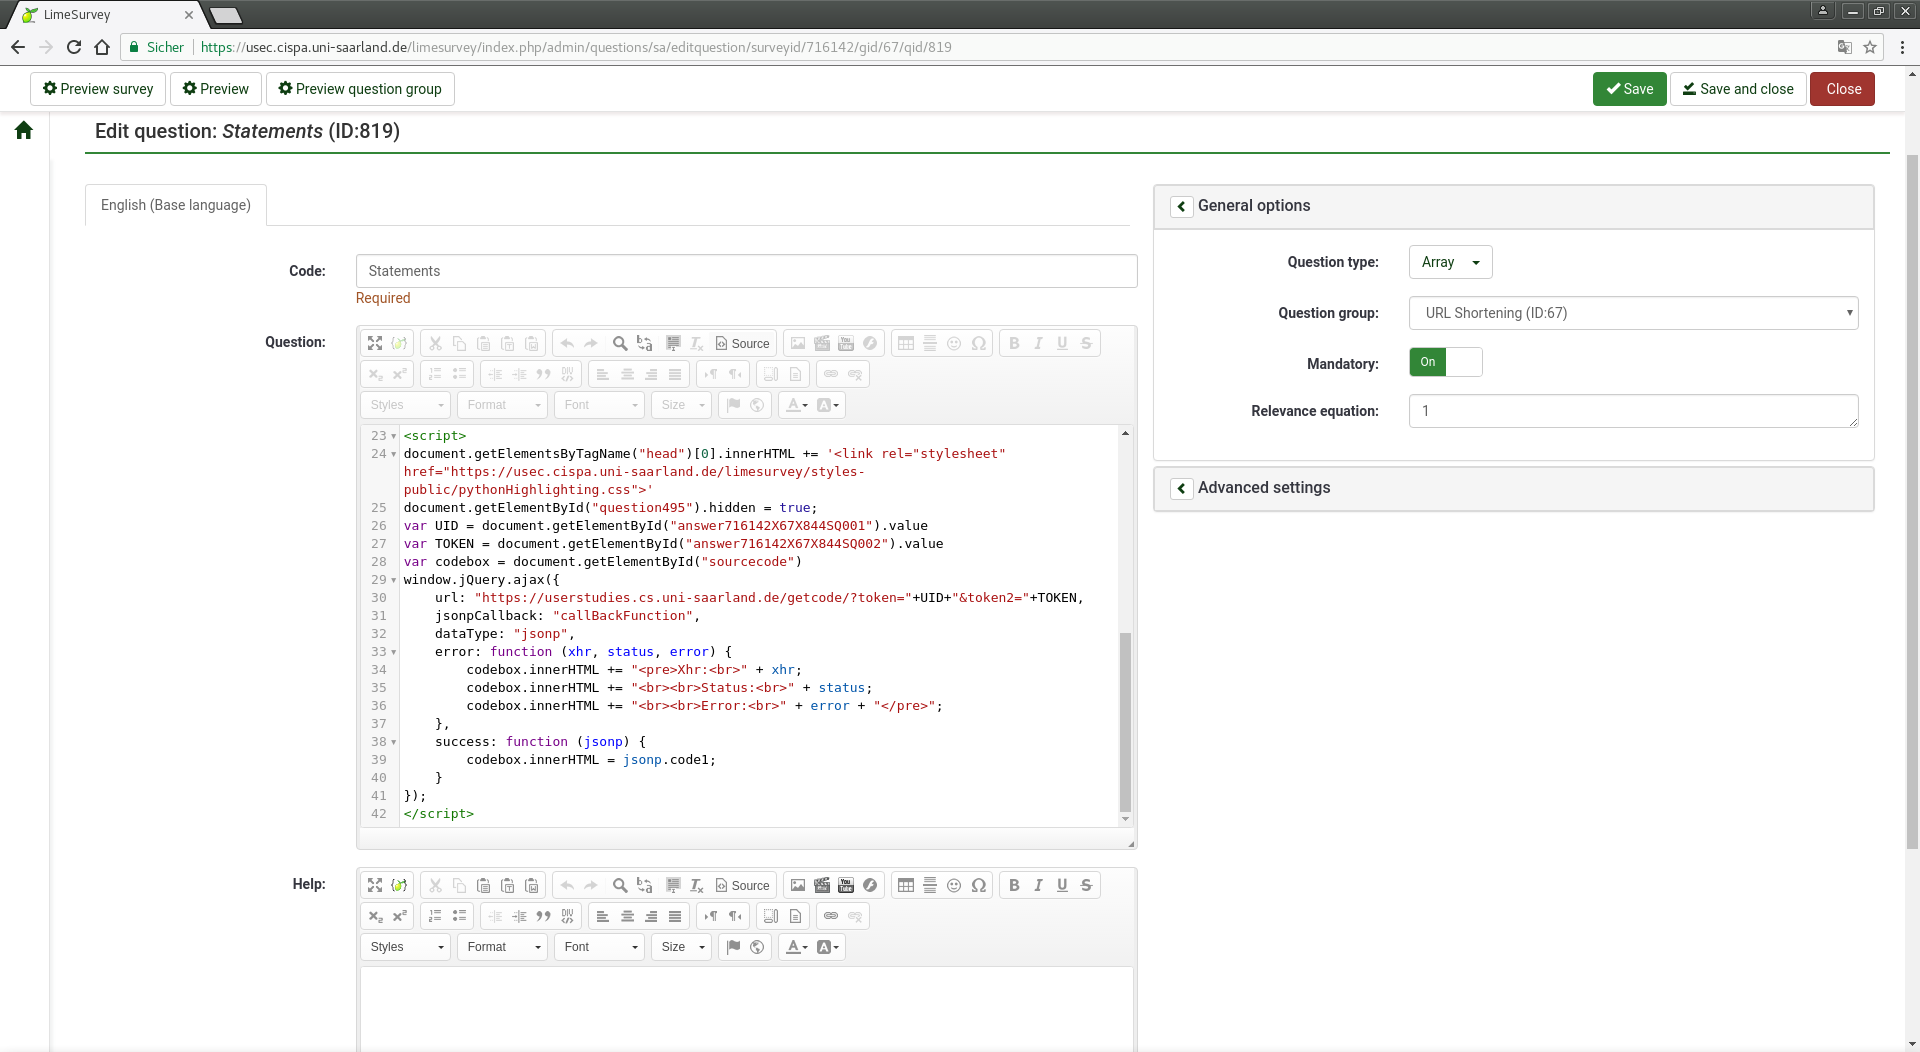 LimeSurvey
Sicher https://usec.cispa.uni-saarland.de/limesurvey/index.php/admin/questions/sa/editquestion/surveyid/716142/gid/67/qid/819
Preview survey Preview Preview question group Save Save and close Close
Edit question: Statements (ID:819)
English (Base language)
Code: Statements
Required
Question:
Source
B I U S
Styles Format Font Size A A
23 <script>
24 document.getElementsByTagName("head")[0].innerHTML += '<link rel="stylesheet"
href="https://usec.cispa.uni-saarland.de/limesurvey/styles-
public/pythonHighlighting.css">'
25 document.getElementById("question495").hidden = true;
26 var UID = document.getElementById("answer716142X67X844SQ001").value
27 var TOKEN = document.getElementById("answer716142X67X844SQ002").value
28 var codebox = document.getElementById("sourcecode")
29 window.jQuery.ajax({
30 url: "https://userstudies.cs.uni-saarland.de/getcode/?token="+UID+"&token2="+TOKEN,
31 jsonpCallback: "callBackFunction",
32 dataType: "jsonp",
33 error: function (xhr, status, error) {
34 codebox.innerHTML += "<pre>Xhr:<br>" + xhr;
35 codebox.innerHTML += "<br><br>Status:<br>" + status;
36 codebox.innerHTML += "<br><br>Error:<br>" + error + "</pre>";
37 },
38 success: function (jsonp) {
39 codebox.innerHTML = jsonp.code1;
40 }
41 });
42 </script>
Help:
Source
B I U S
Styles Format Font Size A A
General options
Question type: Array
Question group: URL Shortening (ID:67)
Mandatory: On
Relevance equation: 1
Advanced settings